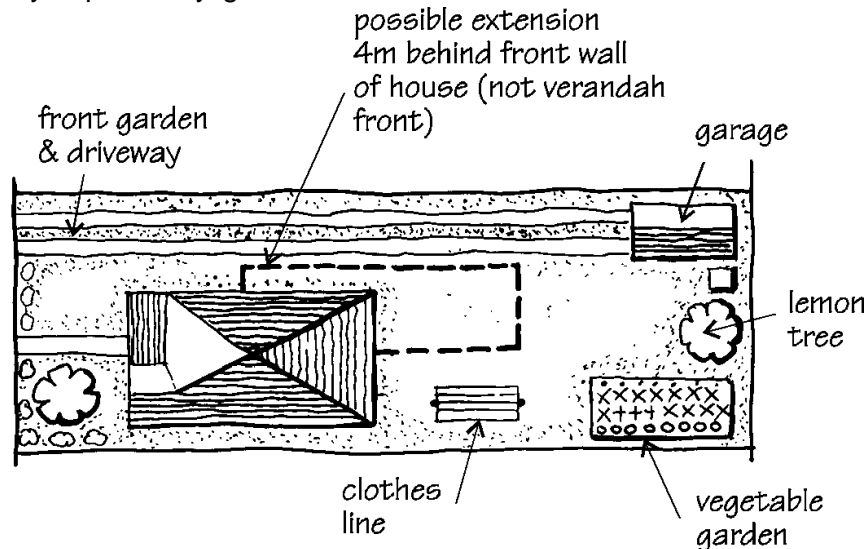 possible extension
4m behind front wall
of house (not verandah
front)
front garden
& driveway
garage
lemon
tree
clothes
line
vegetable
garden